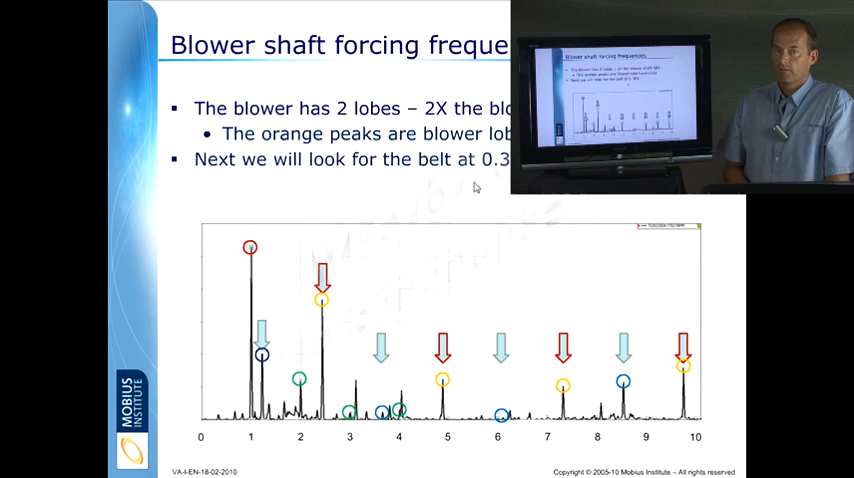 Blower shaft forcing freque
▪ The blower has 2 lobes – 2X the blo
• The orange peaks are blower lob
▪ Next we will look for the belt at 0.3
Blower shaft forcing frequencies
0 1 2 3 4 5 6 7 8 9 10
MOBIUS
INSTITUTE
VA-I-EN-18-02-2010
Copyright © 2005-10 Mobius Institute – All rights reserved